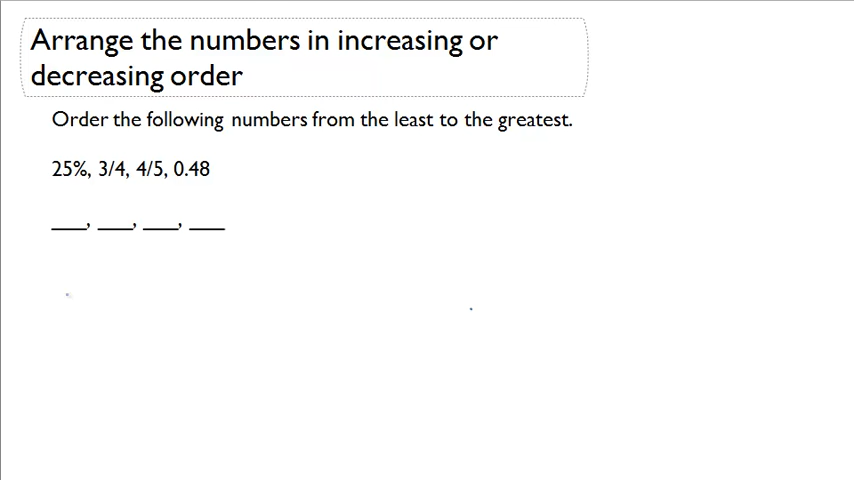 Arrange the numbers in increasing or
decreasing order
Order the following numbers from the least to the greatest.
25%, 3/4, 4/5, 0.48
___, ___, ___, ___